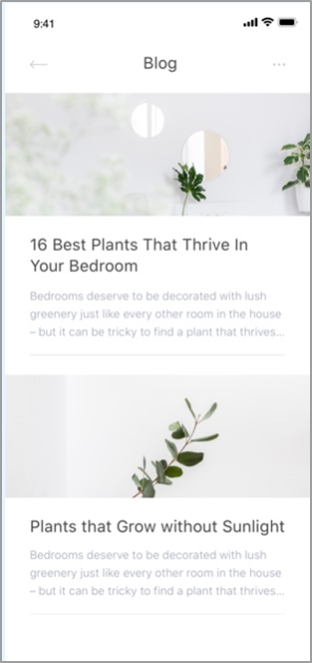 9:41
Blog
16 Best Plants That Thrive In
Your Bedroom
Bedrooms deserve to be decorated with lush
greenery just like every other room in the house
– but it can be tricky to find a plant that thrives...
Plants that Grow without Sunlight
Bedrooms deserve to be decorated with lush
greenery just like every other room in the house
– but it can be tricky to find a plant that thrives...